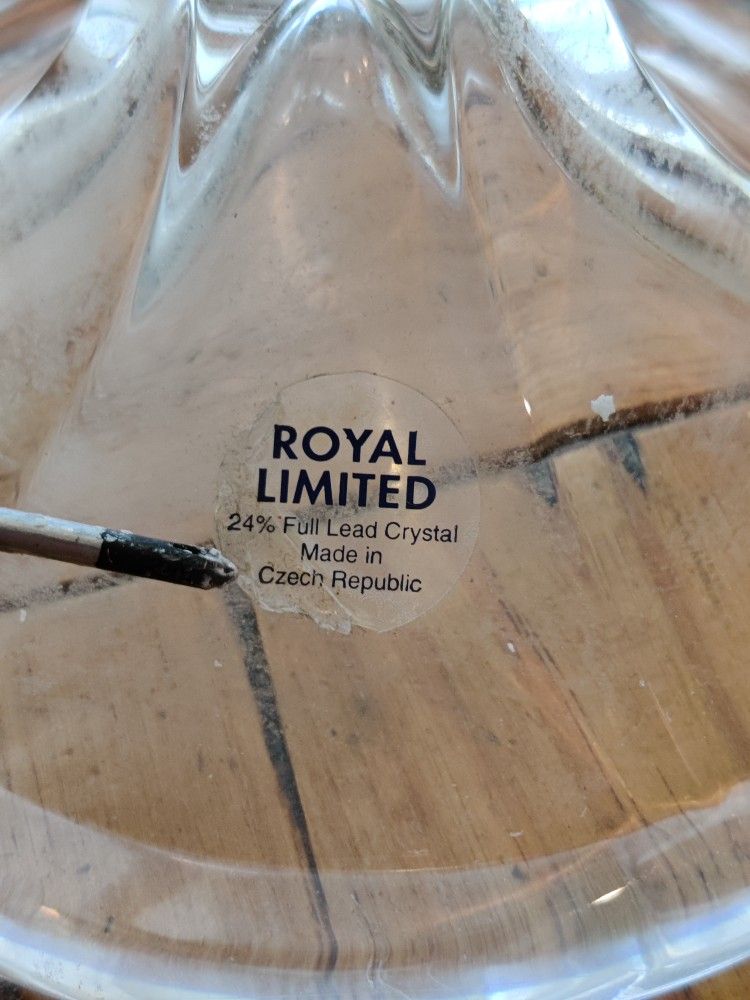 ROYAL
LIMITED
24% Full Lead Crystal
Made in
Czech Republic